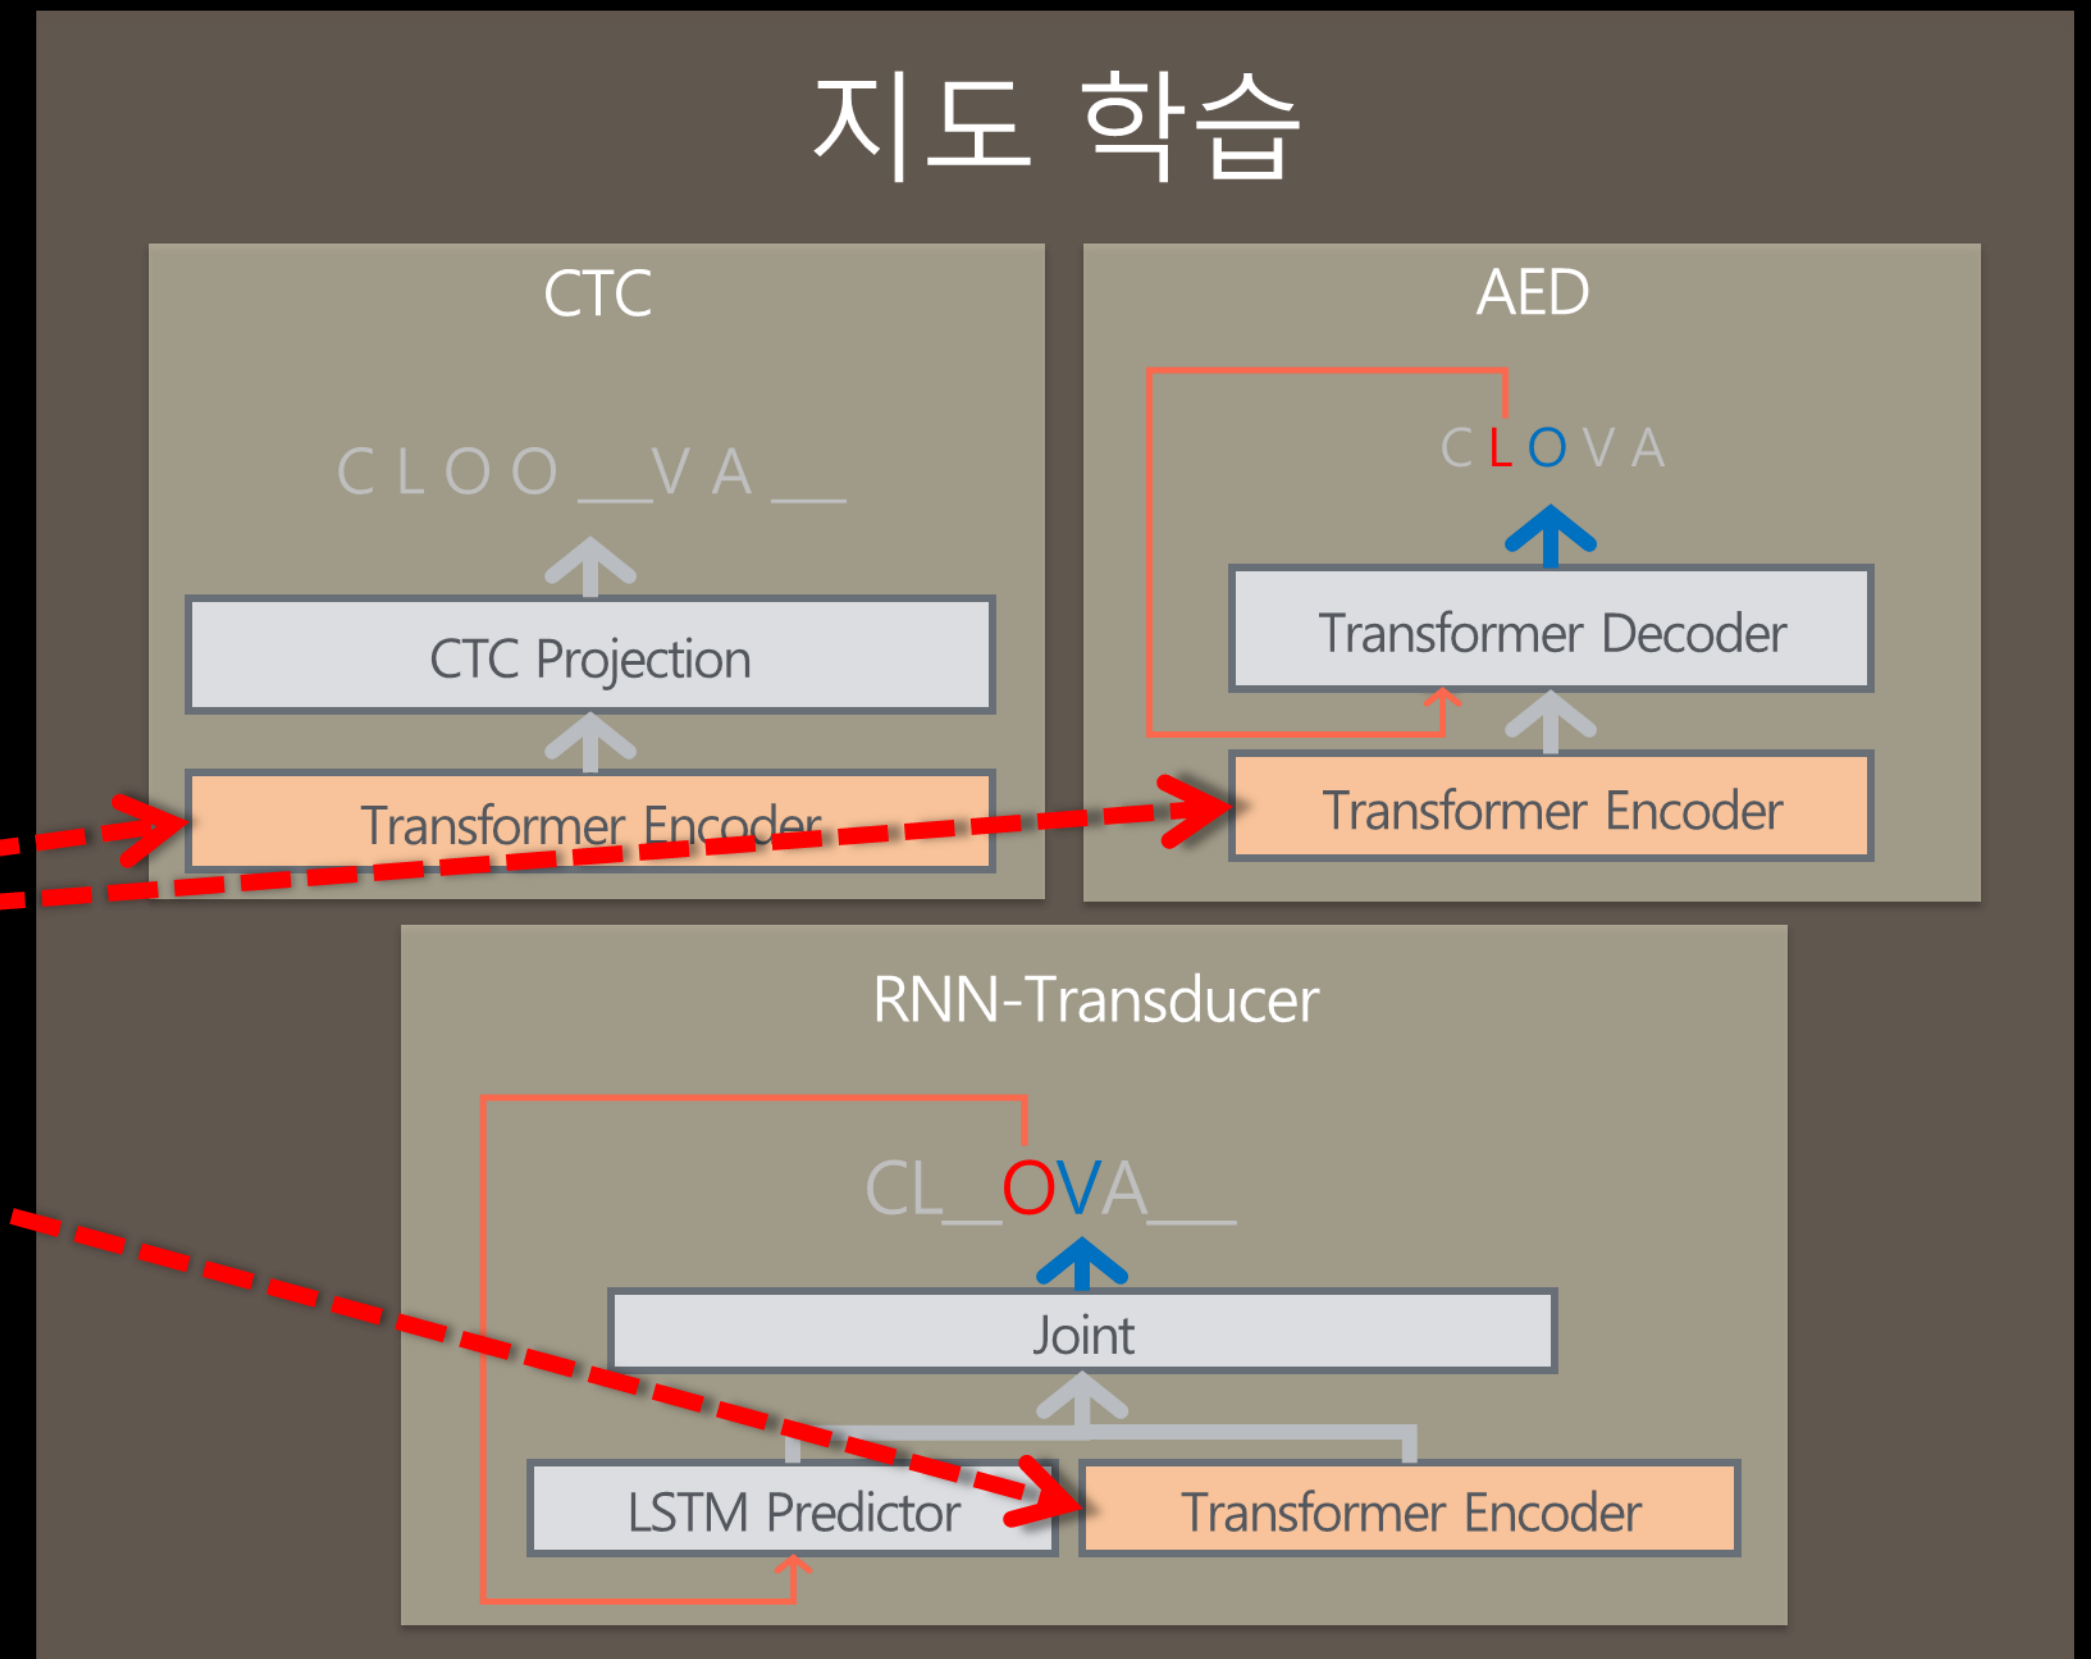 지도 학습
CTC
C L O O __ V A __
CTC Projection
Transformer Encoder
AED
C L O V A
Transformer Decoder
Transformer Encoder
RNN-Transducer
CL__OVA___
Joint
LSTM Predictor
Transformer Encoder